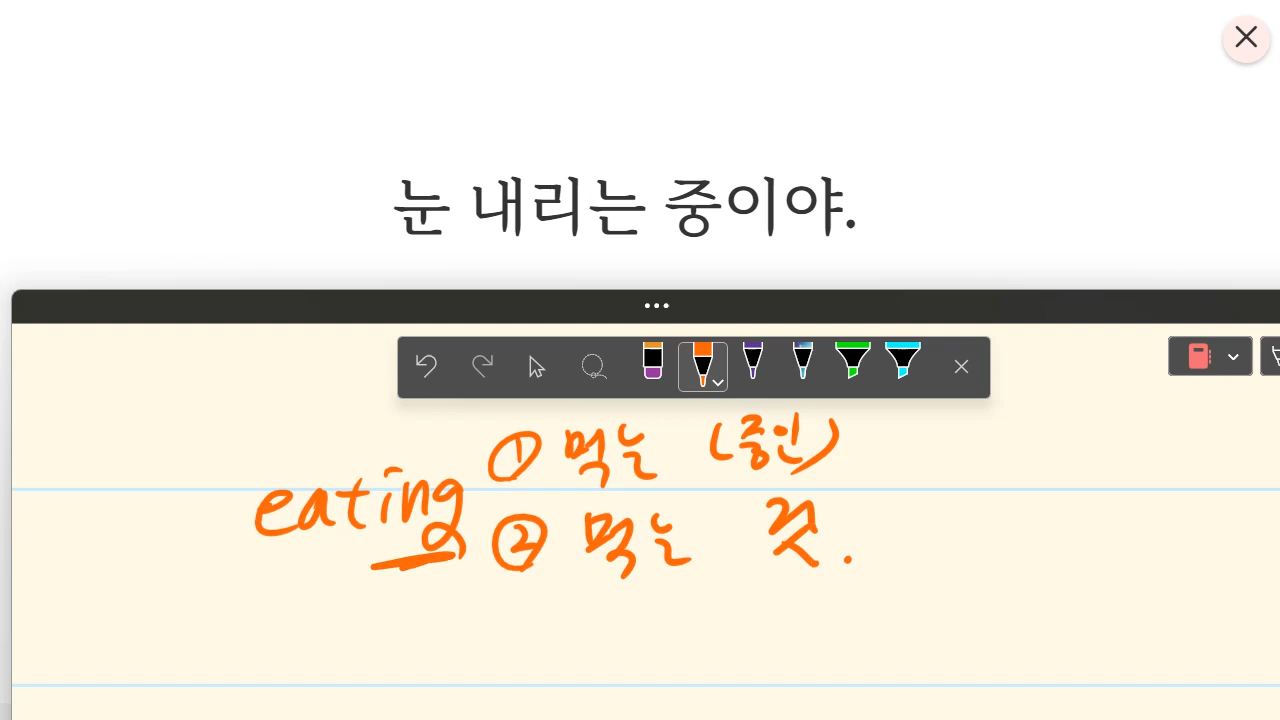 눈 내리는 중이야.
eating ① 먹는 (중인)
② 먹는 것.